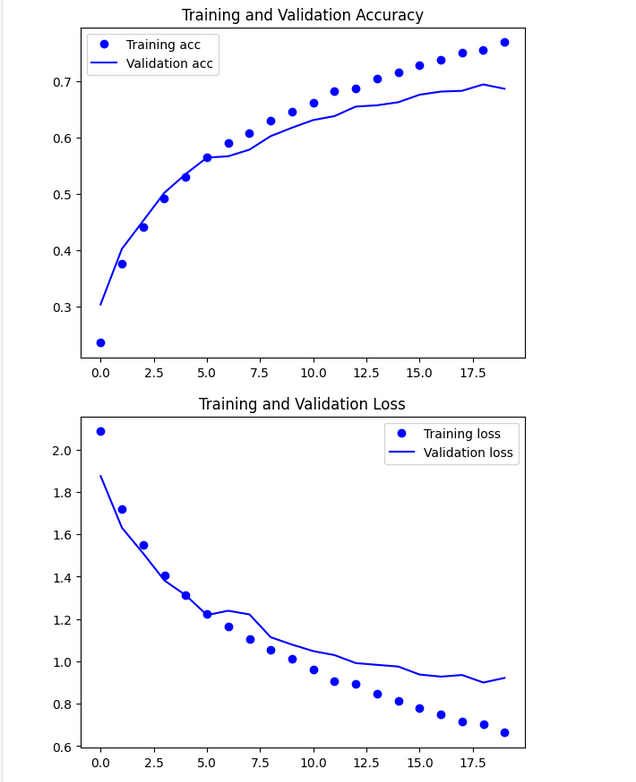 Training and Validation Accuracy
Training acc
Validation acc
0.7
0.6
0.5
0.4
0.3
0.0 2.5 5.0 7.5 10.0 12.5 15.0 17.5
Training and Validation Loss
Training loss
Validation loss
2.0
1.8
1.6
1.4
1.2
1.0
0.8
0.6
0.0 2.5 5.0 7.5 10.0 12.5 15.0 17.5